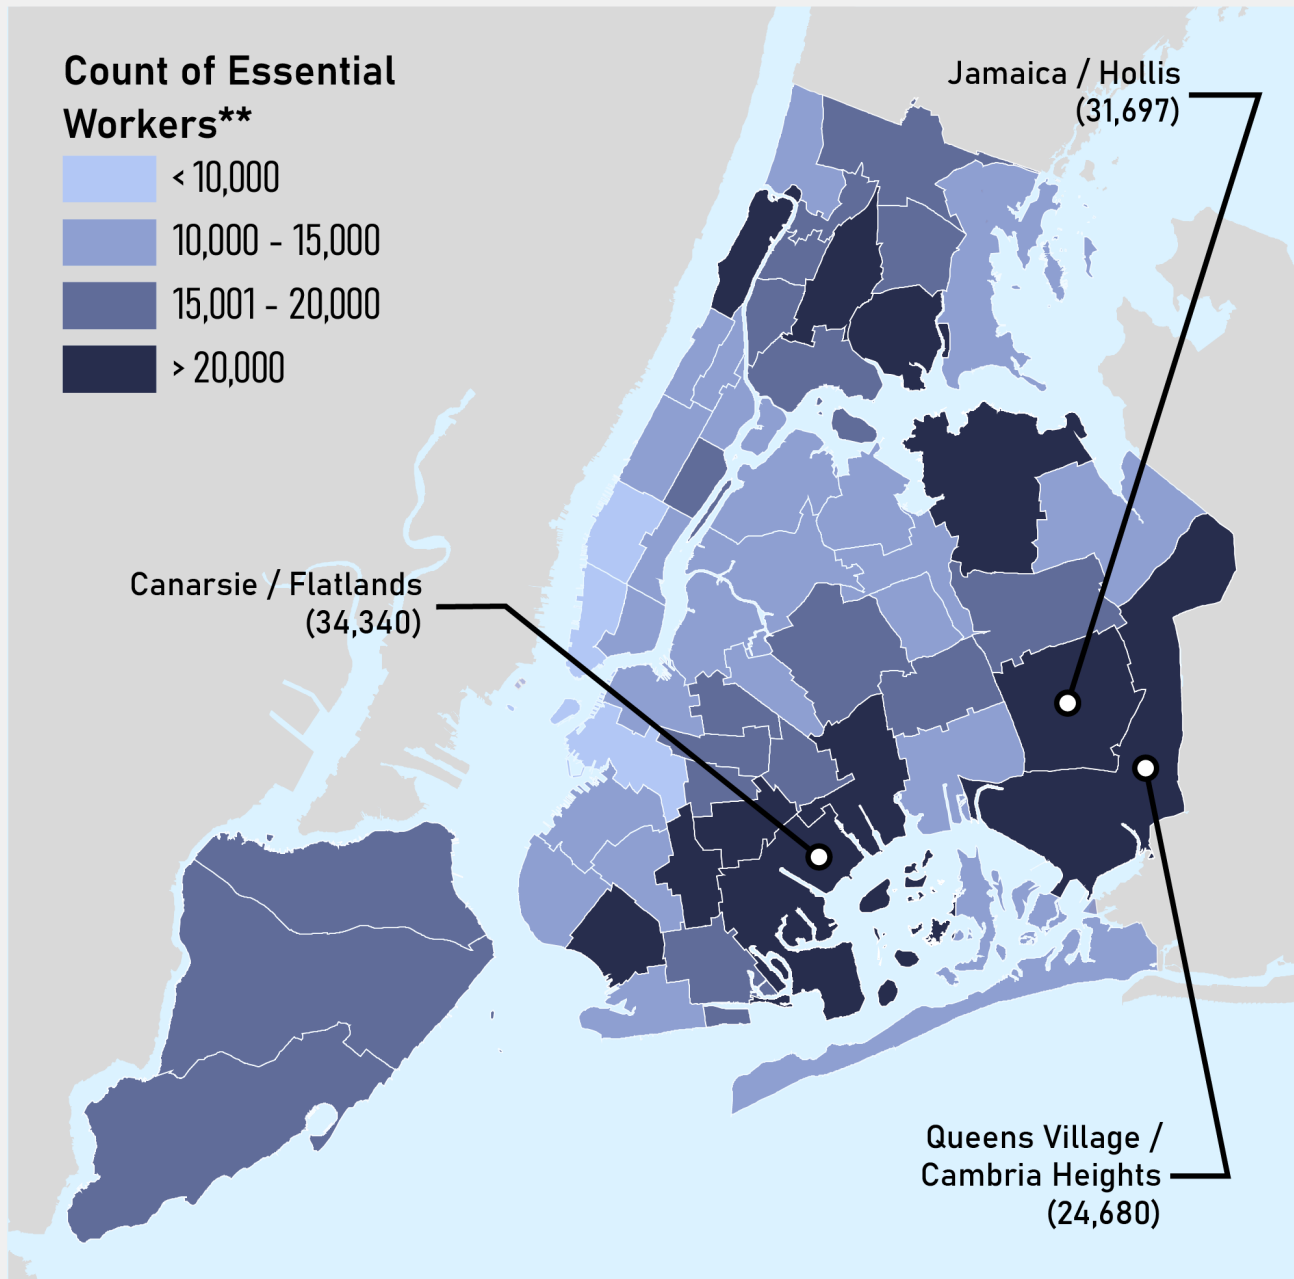 Count of Essential
Workers**
< 10,000
10,000 - 15,000
15,001 - 20,000
> 20,000
Jamaica / Hollis
(31,697)
Canarsie / Flatlands
(34,340)
Queens Village /
Cambria Heights
(24,680)